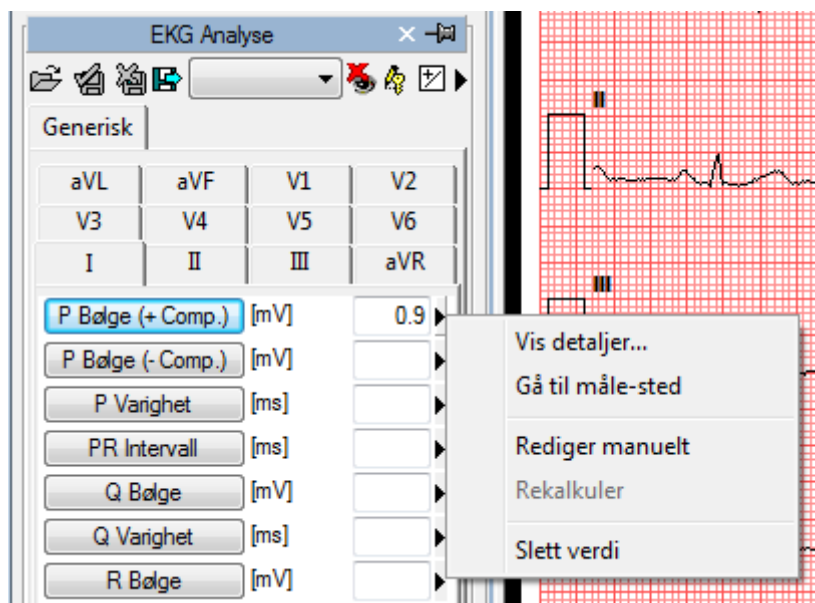 EKG Analyse
Generisk
aVL aVF V1 V2
V3 V4 V5 V6
I II III aVR
P Bølge (+ Comp.) [mV] 0.9
P Bølge (- Comp.) [mV]
P Varighet [ms]
PR Intervall [ms]
Q Bølge [mV]
Q Varighet [ms]
R Bølge [mV]
II
III
Vis detaljer...
Gå til måle-sted
Rediger manuelt
Rekalkuler
Slett verdi